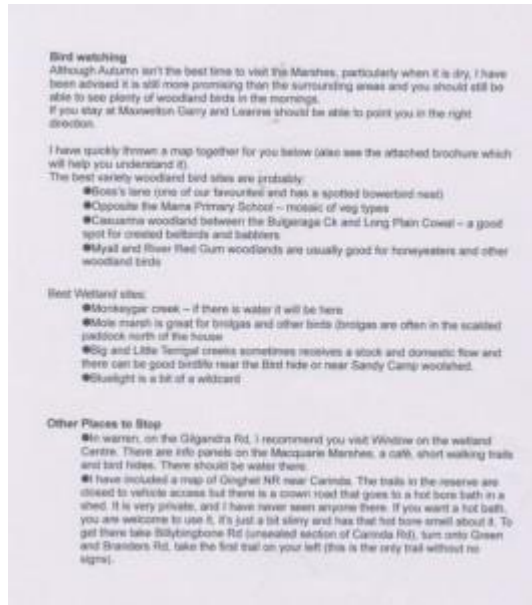 Bird watching
Although Autumn isn't the best time to visit the Marshes, particularly when it is dry, I have
been advised it is still more promising than the surrounding areas and you should still be
able to see plenty of woodland birds in the mornings.
If you stay at Maxwelton Garry and Leanne should be able to point you in the right
direction.
I have quickly thrown a map together for you below (also see the attached brochure which
will help you understand it).
The best variety woodland bird sites are probably:
●Boss's lane (one of our favourites and has a spotted bowerbird nest)
●Opposite the Marra Primary School – mosaic of veg types
●Casuarina woodland between the Bulgeraga Ck and Long Plain Cowal – a good
spot for crested bellbirds and babblers
●Myall and River Red Gum woodlands are usually good for honeyeaters and other
woodland birds
Best Wetland sites:
●Monkeygar creek – if there is water it will be here
●Mole marsh is great for brolgas and other birds (brolgas are often in the scalded
paddock north of the house
●Big and Little Terrigal creeks sometimes receives a stock and domestic flow and
there can be good birdlife near the Bird hide or near Sandy Camp woolshed.
●Bluelight is a bit of a wildcard
Other Places to Stop
●In warren, on the Gilgandra Rd, I recommend you visit Window on the wetland
Centre. There are info panels on the Macquarie Marshes, a café, short walking trails
and bird hides. There should be water there.
●I have included a map of Ginghet NR near Carinda. The trails in the reserve are
closed to vehicle access but there is a crown road that goes to a hot bore bath in a
shed. It is very private, and I have never seen anyone there. If you want a hot bath,
you are welcome to use it, it's just a bit slimy and has that hot bore smell about it. To
get there take Billybingbone Rd (unsealed section of Carinda Rd), turn onto Green
and Branders Rd, take the first trail on your left (this is the only trail without no
signs).